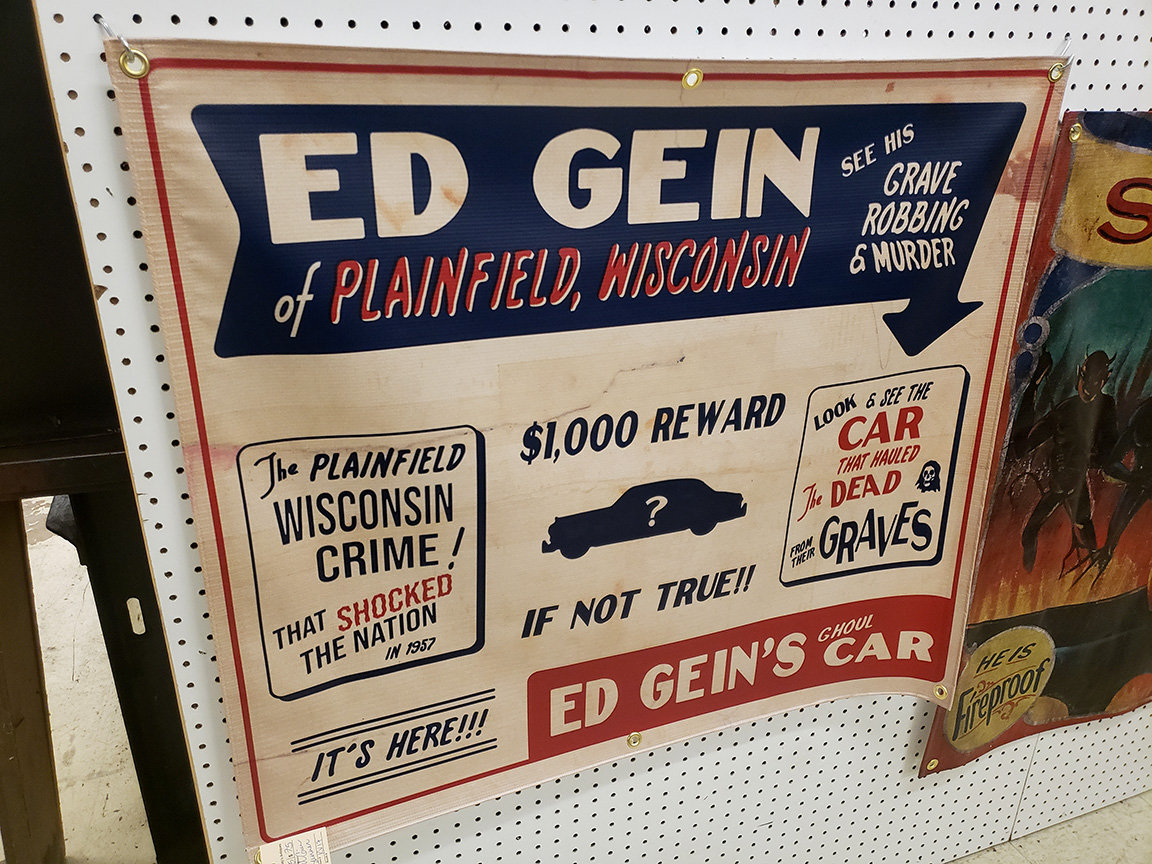 ED GEIN
of PLAINFIELD, WISCONSIN
SEE HIS
GRAVE
ROBBING
& MURDER
The PLAINFIELD
WISCONSIN
CRIME!
THAT SHOCKED
THE NATION
IN 1957
IT'S HERE!!!
$1,000 REWARD
?
IF NOT TRUE!!
LOOK & SEE THE
CAR
THAT HAULED
The DEAD
FROM THEIR GRAVES
ED GEIN'S GHOUL CAR
S
HE IS
Fireproof